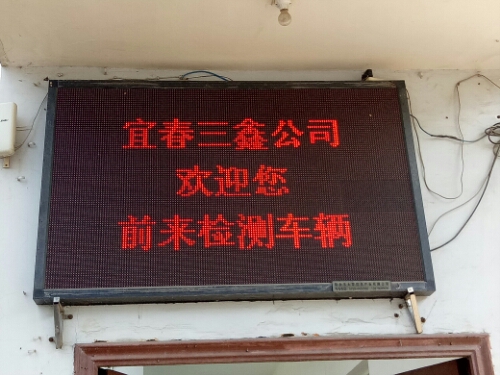 宜春三鑫公司
欢迎您
前来检测车辆